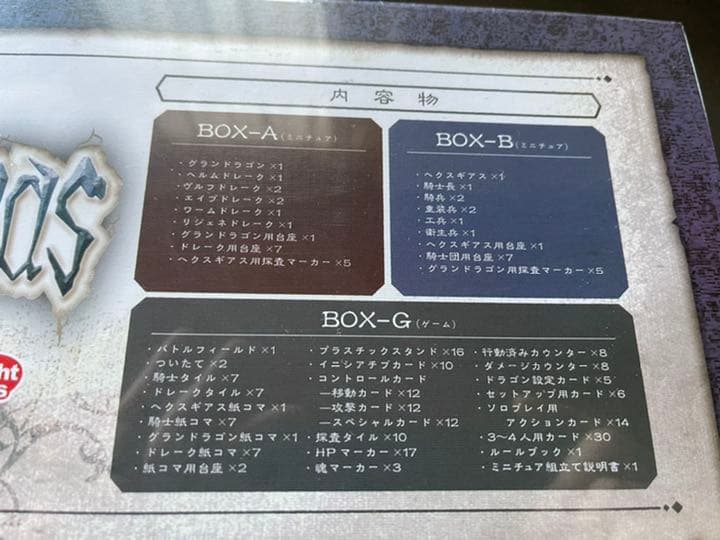 内容物
BOX-A(ミニチュア)
・グランドラゴン×1
・ヘルムドレーク×1
・ヴルフドレーク×2
・エイプドレーク×2
・ワームドレーク×1
・リジェネドレーク×1
・グランドラゴン用台座×1
・ドレーク用台座×7
・ヘクスギアス用探査マーカー×5
BOX-B(ミニチュア)
・ヘクスギアス×1
・騎士長×1
・騎兵×2
・重装兵×2
・工兵×1
・衛生兵×1
・ヘクスギアス用台座×1
・騎士団用台座×7
・グランドラゴン用探査マーカー×5
BOX-G(ゲーム)
・バトルフィールド×1
・ついたて×2
・騎士タイル×7
・ドレークタイル×7
・ヘクスギアス紙コマ×1
・騎士紙コマ×7
・グランドラゴン紙コマ×1
・ドレーク紙コマ×7
・紙コマ用台座×2
・プラスチックスタンド×16
・イニシアチブカード×10
・コントロールカード
―移動カード×12
―攻撃カード×12
―スペシャルカード×12
・探査タイル×10
・HPマーカー×17
・魂マーカー×3
・行動済みカウンター×8
・ダメージカウンター×8
・ドラゴン設定カード×5
・セットアップ用カード×6
・ソロプレイ用
アクションカード×14
・3~4人用カード×30
・ルールブック×1
・ミニチュア組立て説明書×1